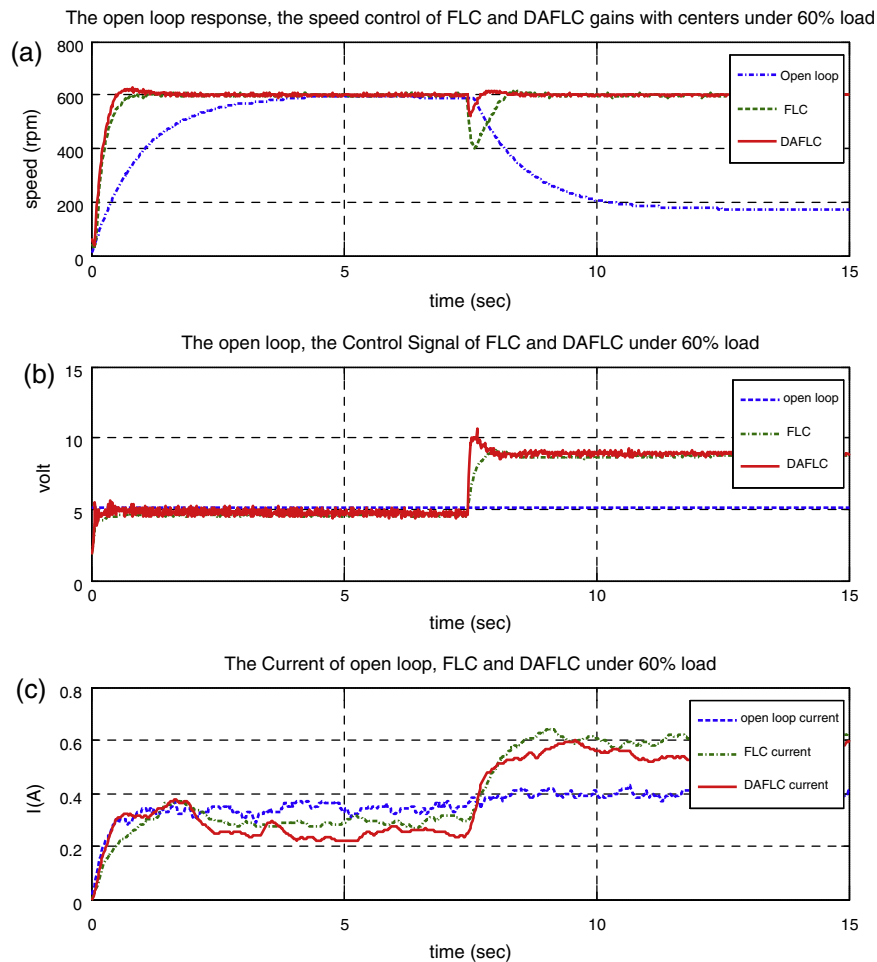 The open loop response, the speed control of FLC and DAFLC gains with centers under 60% load
(a)
800
600
400
200
0
speed (rpm)
Open loop
FLC
DAFLC
0
5
10
15
time (sec)
The open loop, the Control Signal of FLC and DAFLC under 60% load
(b)
15
10
5
0
volt
open loop
FLC
DAFLC
0
5
10
15
time (sec)
The Current of open loop, FLC and DAFLC under 60% load
(c)
0.8
0.6
0.4
0.2
0
I(A)
open loop current
FLC current
DAFLC current
0
5
10
15
time (sec)